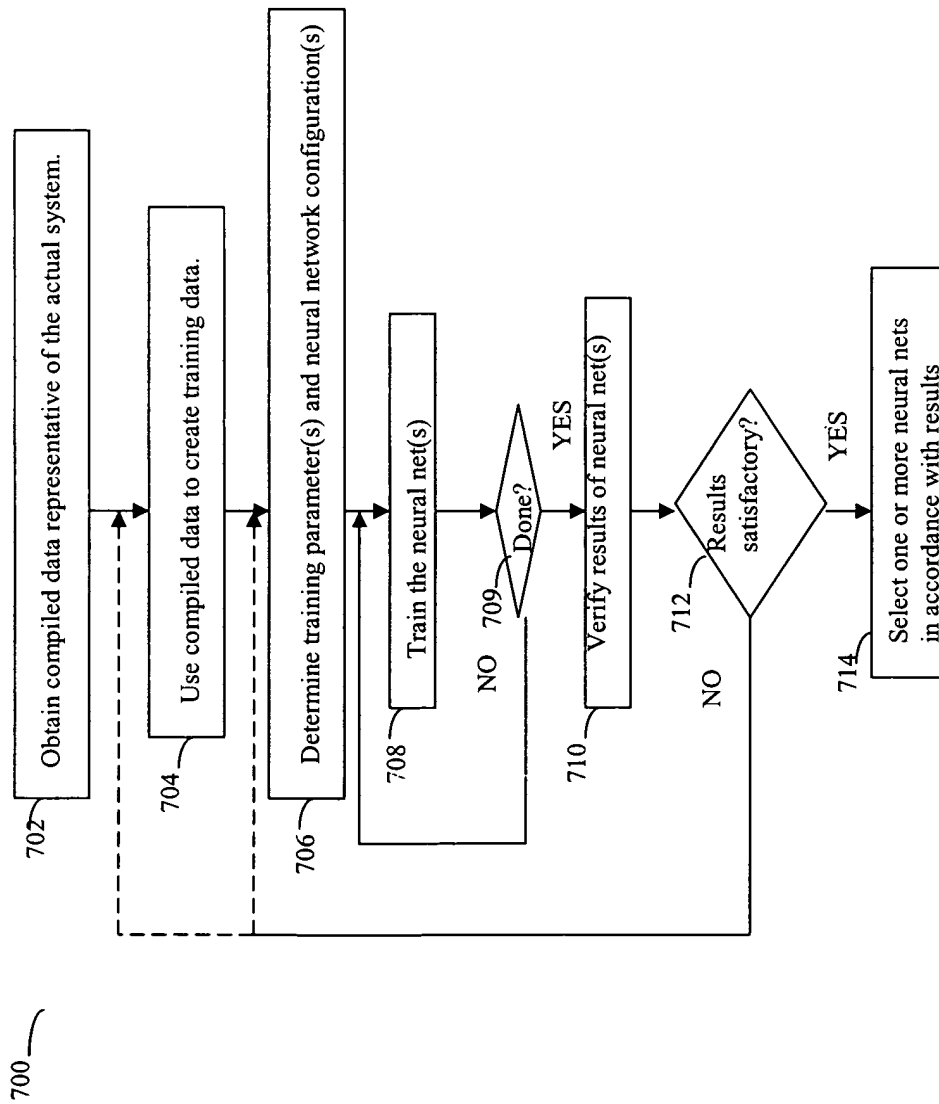 700
702
Obtain compiled data representative of the actual system.
704
Use compiled data to create training data.
706
Determine training parameter(s) and neural network configuration(s)
708
Train the neural net(s)
709
Done?
NO
YES
710
Verify results of neural net(s)
712
Results
satisfactory?
NO
YES
714
Select one or more neural nets
in accordance with results